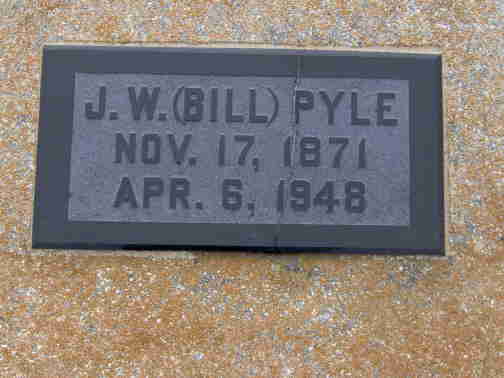 J. W. (BILL) PYLE
NOV. 17, 1871
APR. 6, 1948